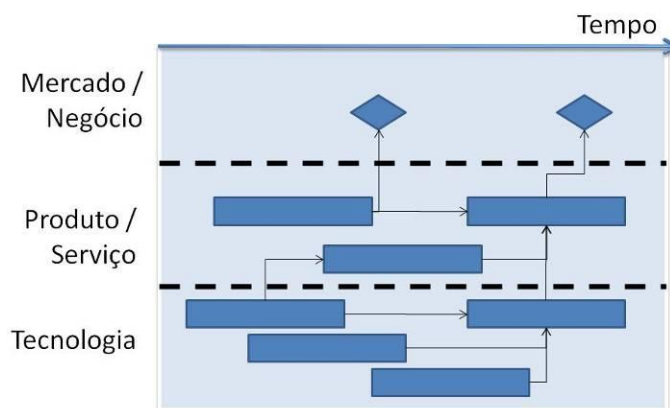 Tempo
Mercado /
Negócio
Produto /
Serviço
Tecnologia